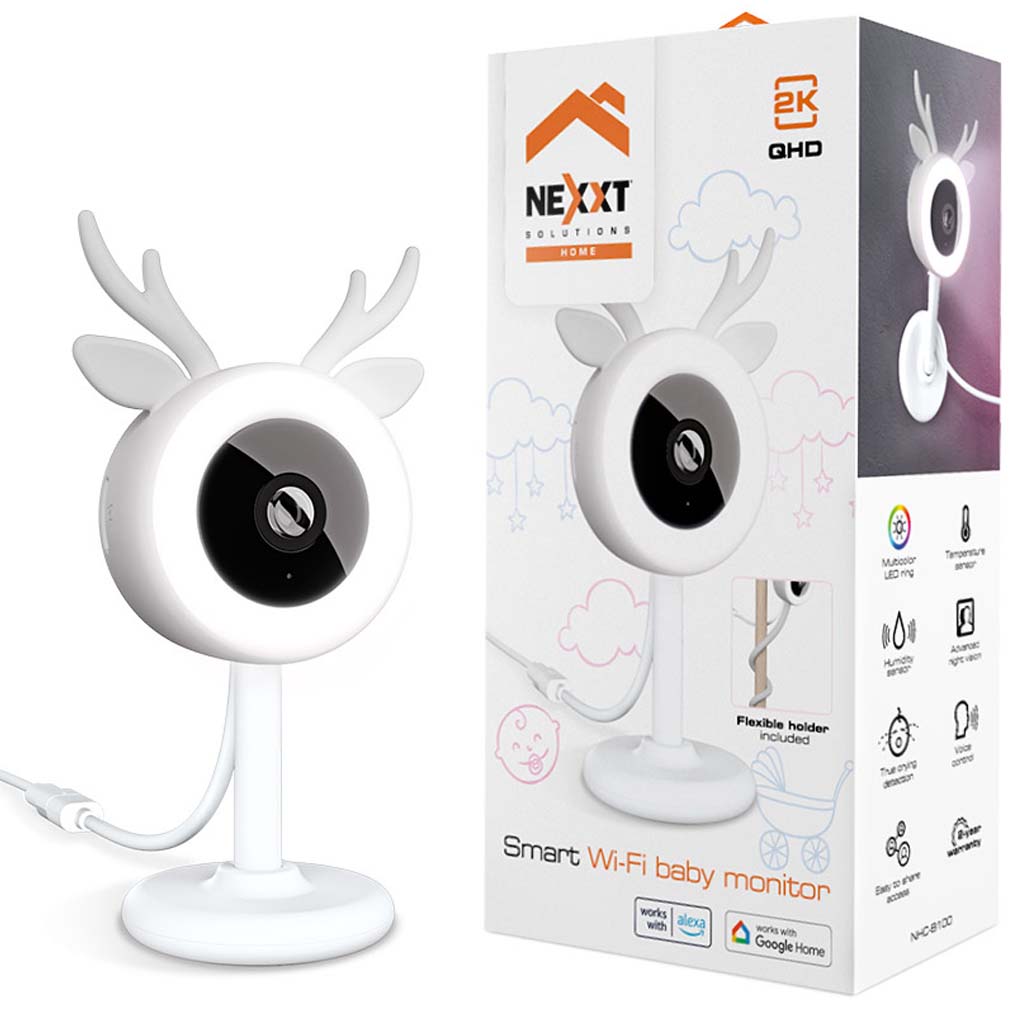 NEXXT
SOLUTIONS
HOME
2K
QHD
Flexible holder
included
Smart Wi-Fi baby monitor
works
with
alexa
works with
Google Home
Multicolor
LED ring
Temperature
sensor
Humidity
sensor
Advanced
night vision
True crying
detection
Voice
control
Easy to share
access
2-year
warranty
NHC-B100